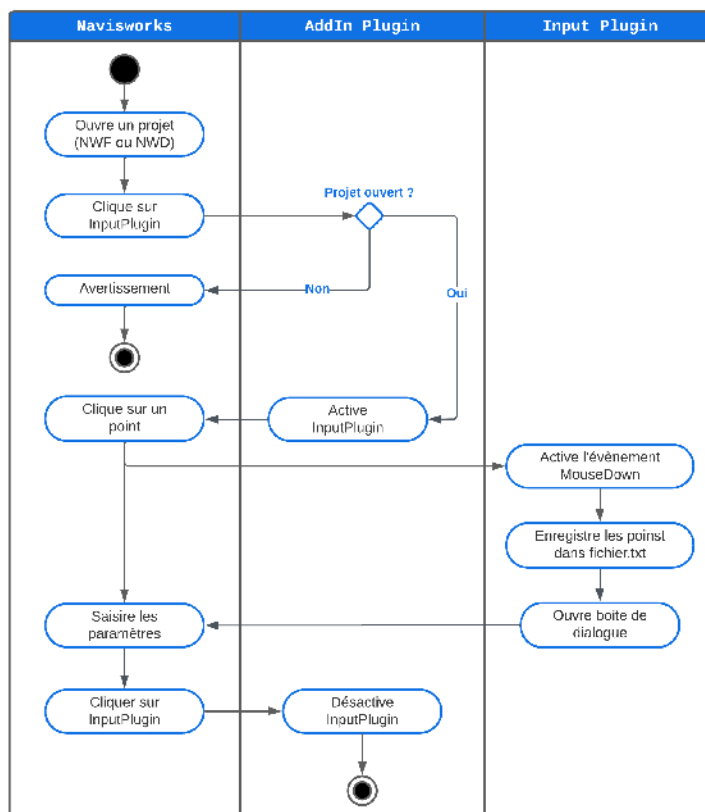 Navisworks
AddIn Plugin
Input Plugin
Ouvre un projet
(NWF ou NWD)
Clique sur
InputPlugin
Projet ouvert ?
Avertissement
Non
Oui
Clique sur un
point
Active
InputPlugin
Active l'évènement
MouseDown
Enregistre les poinst
dans fichier.txt
Ouvre boite de
dialogue
Saisire les
paramètres
Cliquer sur
InputPlugin
Désactive
InputPlugin